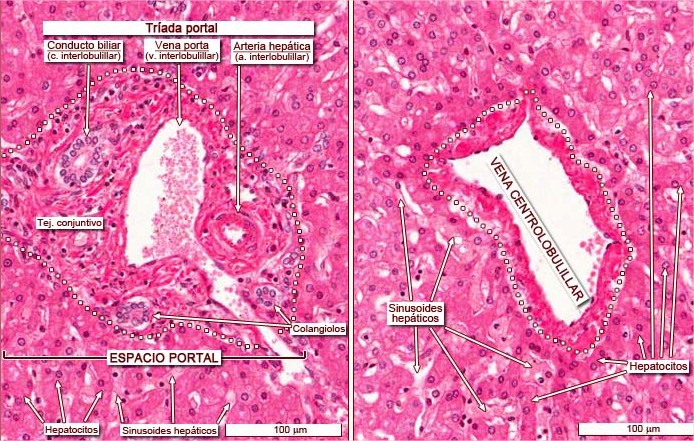 Tríada portal
Conducto biliar
(c. interlobulillar)
Vena porta
(v. interlobulillar)
Arteria hepática
(a. interlobulillar)
Tej. conjuntivo
Colangiolos
ESPACIO PORTAL
Hepatocitos
Sinusoides hepáticos
100 µm
VENA CENTROLOBULILLAR
Sinusoides
hepáticos
Hepatocitos
100 µm